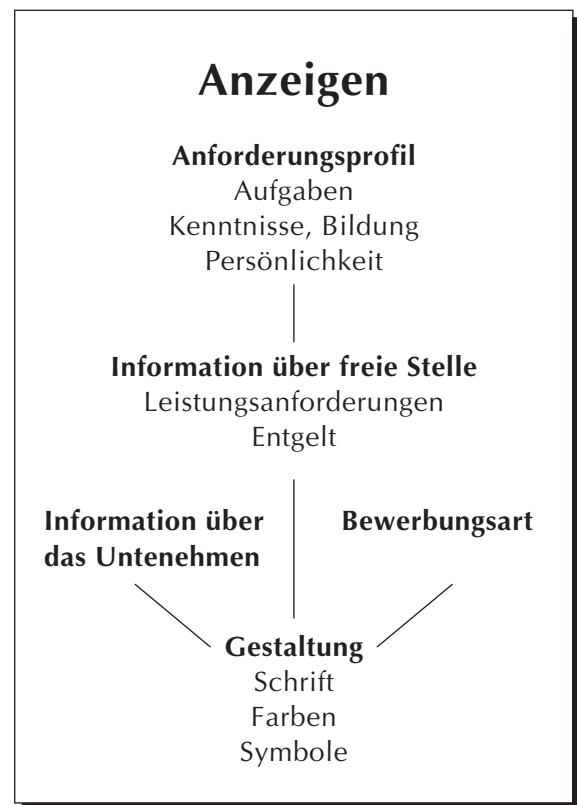 Anzeigen
Anforderungsprofil
Aufgaben
Kenntnisse, Bildung
Persönlichkeit
Information über freie Stelle
Leistungsanforderungen
Entgelt
Information über
das Untenehmen
Bewerbungsart
Gestaltung
Schrift
Farben
Symbole